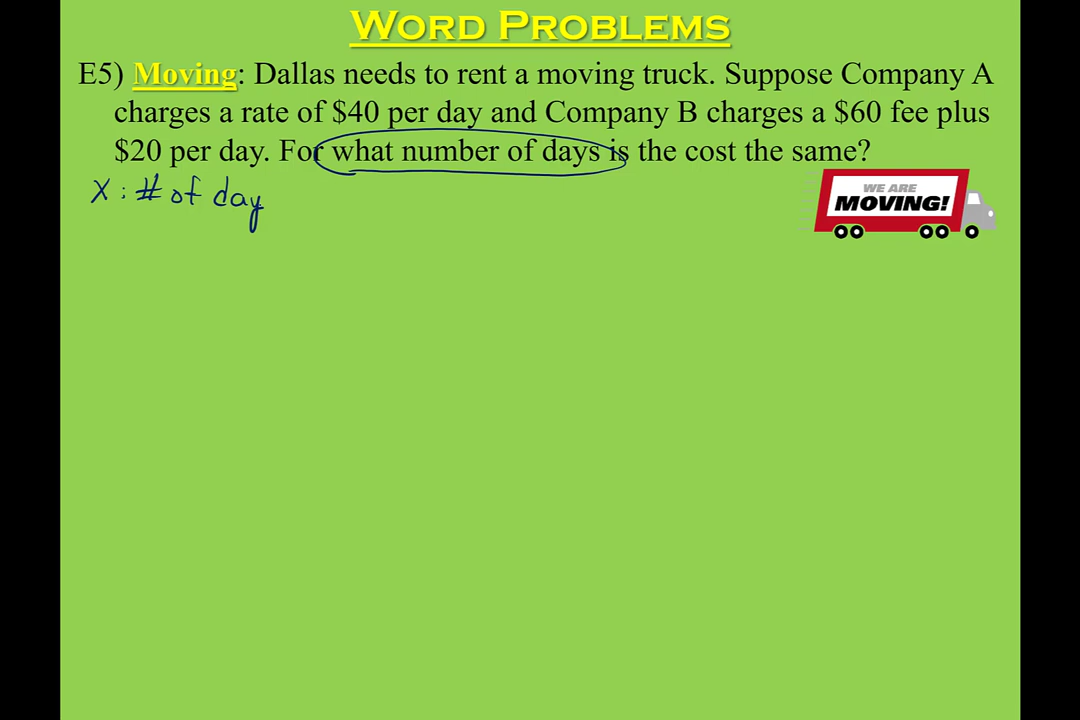 WORD PROBLEMS
E5) Moving: Dallas needs to rent a moving truck. Suppose Company A
charges a rate of $40 per day and Company B charges a $60 fee plus
$20 per day. For what number of days is the cost the same?
X : # of day
WE ARE
MOVING!